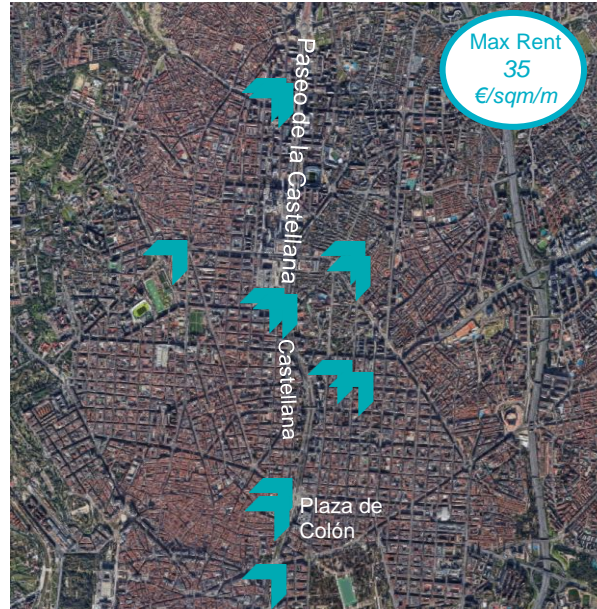 Max Rent
35
€/sqm/m
Paseo de la Castellana
Castellana
Plaza de
Colón